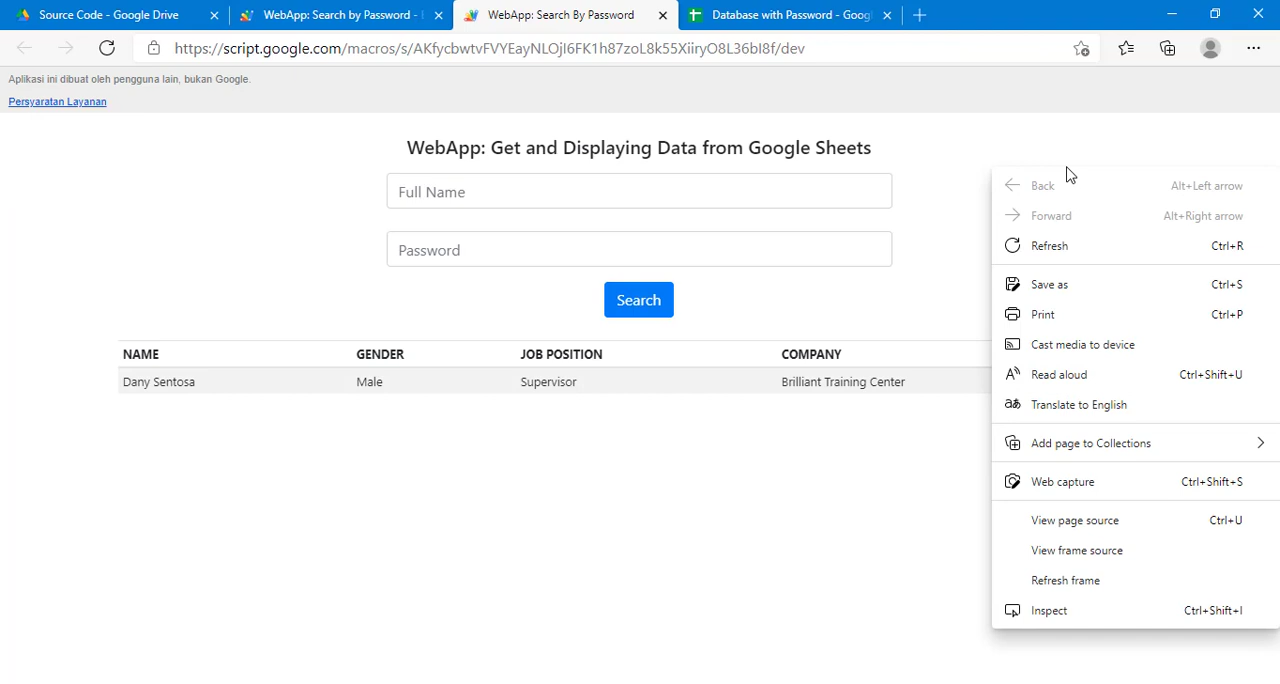 Source Code - Google Drive
WebApp: Search by Password -
WebApp: Search By Password
Database with Password - Goog
https://script.google.com/macros/s/AKfycbwtvFVYEayNLOjI6FK1h87zoL8k55XiiryO8L36bI8f/dev
Aplikasi ini dibuat oleh pengguna lain, bukan Google.
Persyaratan Layanan
WebApp: Get and Displaying Data from Google Sheets
Full Name
Password
Search
NAME GENDER JOB POSITION COMPANY
Dany Sentosa Male Supervisor Brilliant Training Center
Back Alt+Left arrow
Forward Alt+Right arrow
Refresh Ctrl+R
Save as Ctrl+S
Print Ctrl+P
Cast media to device
Read aloud Ctrl+Shift+U
Translate to English
Add page to Collections
Web capture Ctrl+Shift+S
View page source Ctrl+U
View frame source
Refresh frame
Inspect Ctrl+Shift+I